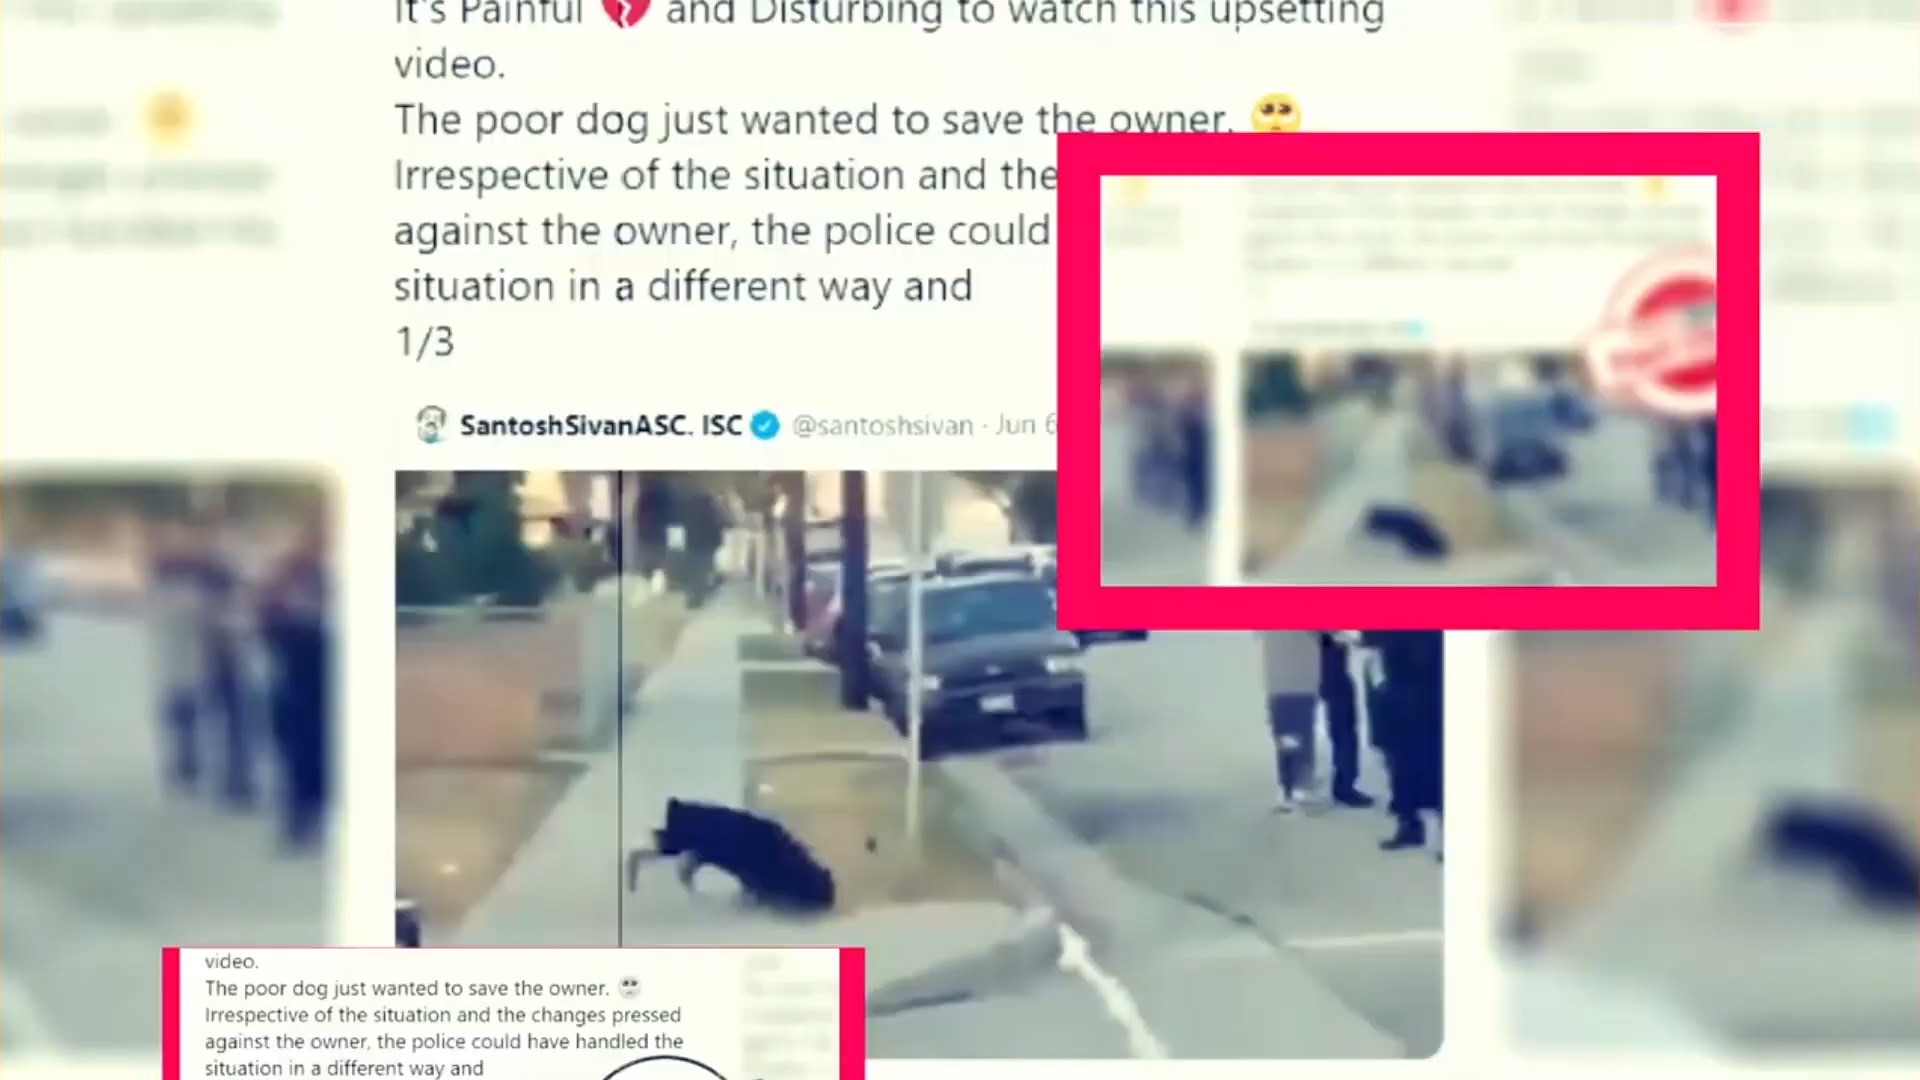 It's Painful 💔 and Disturbing to watch this upsetting
video.
The poor dog just wanted to save the owner. 🥺
Irrespective of the situation and the
against the owner, the police could
situation in a different way and
1/3
SantoshSivanASC. ISC @santoshsivan · Jun 6
video.
The poor dog just wanted to save the owner. 🥺
Irrespective of the situation and the changes pressed
against the owner, the police could have handled the
situation in a different way and